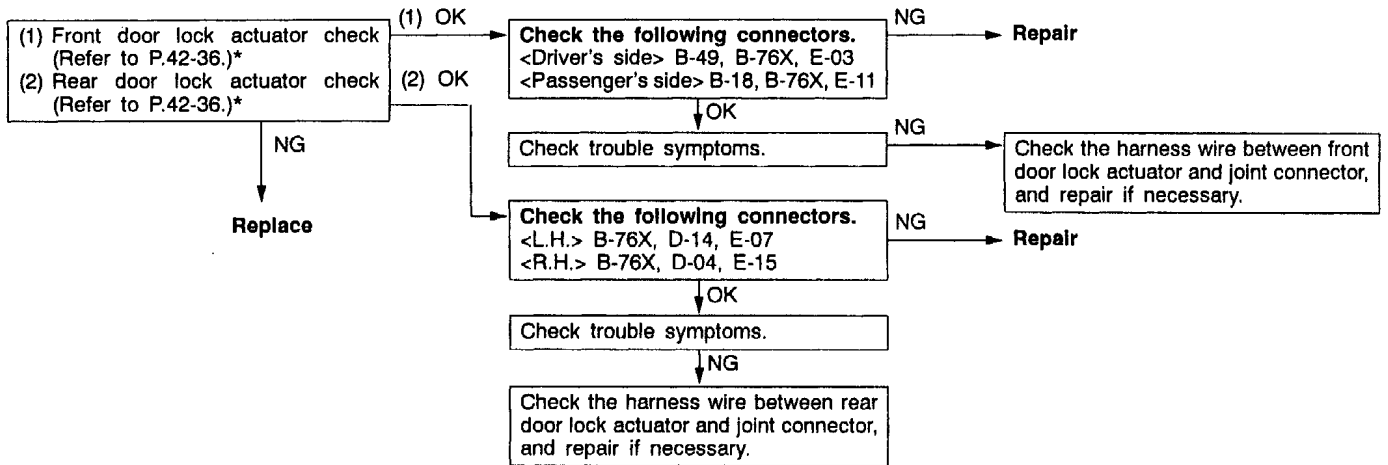 (1) Front door lock actuator check
(Refer to P.42-36.)*
(2) Rear door lock actuator check
(Refer to P.42-36.)*
(1) OK
(2) OK
NG
Replace
Check the following connectors.
<Driver's side> B-49, B-76X, E-03
<Passenger's side> B-18, B-76X, E-11
NG
Repair
OK
Check trouble symptoms.
NG
Check the harness wire between front
door lock actuator and joint connector,
and repair if necessary.
Check the following connectors.
<L.H.> B-76X, D-14, E-07
<R.H.> B-76X, D-04, E-15
NG
Repair
OK
Check trouble symptoms.
NG
Check the harness wire between rear
door lock actuator and joint connector,
and repair if necessary.